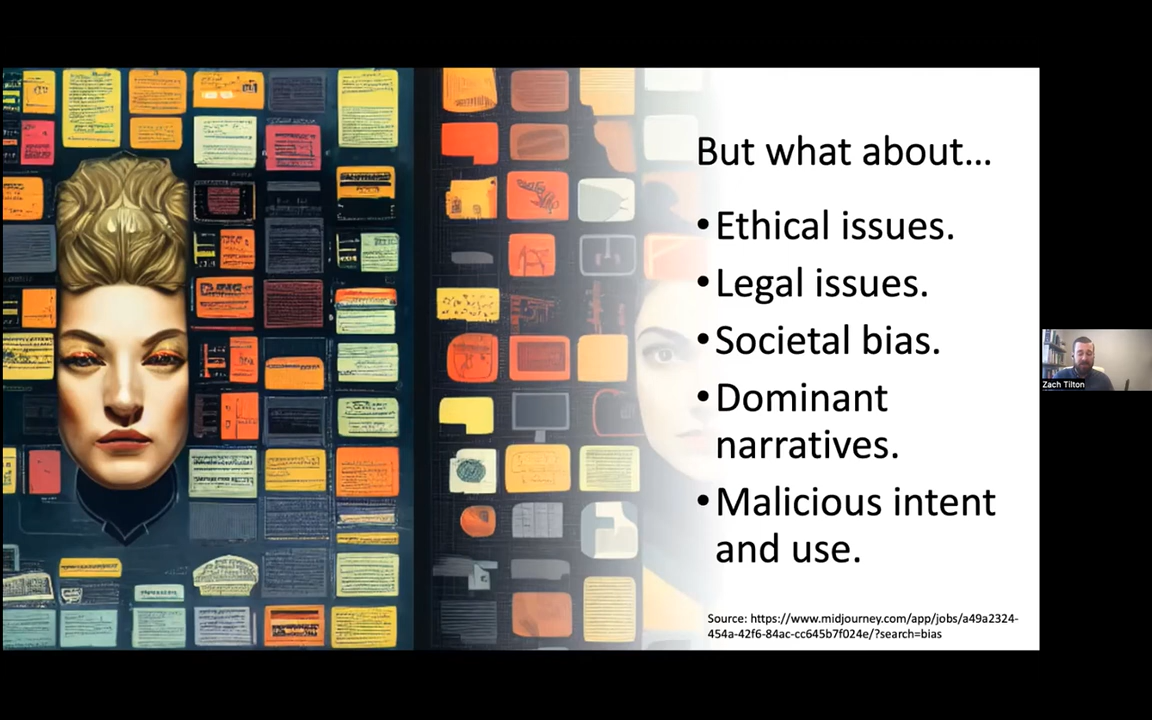 But what about...
•Ethical issues.
•Legal issues.
•Societal bias.
•Dominant
narratives.
•Malicious intent
and use.
Source: https://www.midjourney.com/app/jobs/a49a2324-
454a-42f6-84ac-cc645b7f024e/?search=bias
Zach Tilton